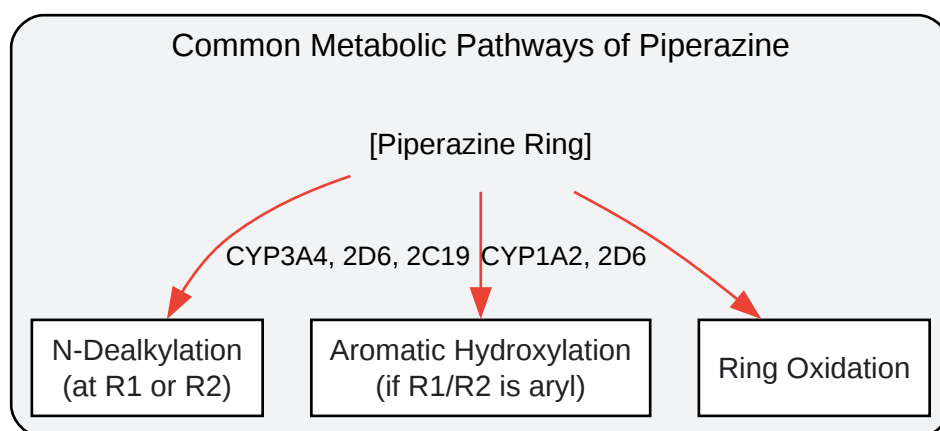 Common Metabolic Pathways of Piperazine
[Piperazine Ring]
CYP3A4, 2D6, 2C19
CYP1A2, 2D6
N-Dealkylation
(at R1 or R2)
Aromatic Hydroxylation
(if R1/R2 is aryl)
Ring Oxidation